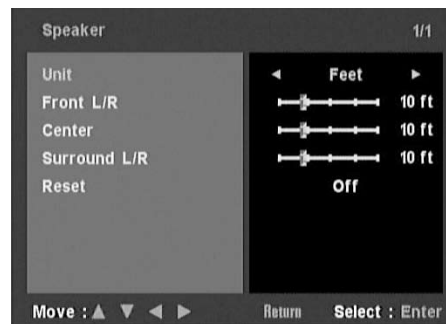 Speaker 1/1
Unit ◀ Feet ▶
Front L/R 10 ft
Center 10 ft
Surround L/R 10 ft
Reset Off
Move : ▲ ▼ ◀ ▶ Return Select : Enter